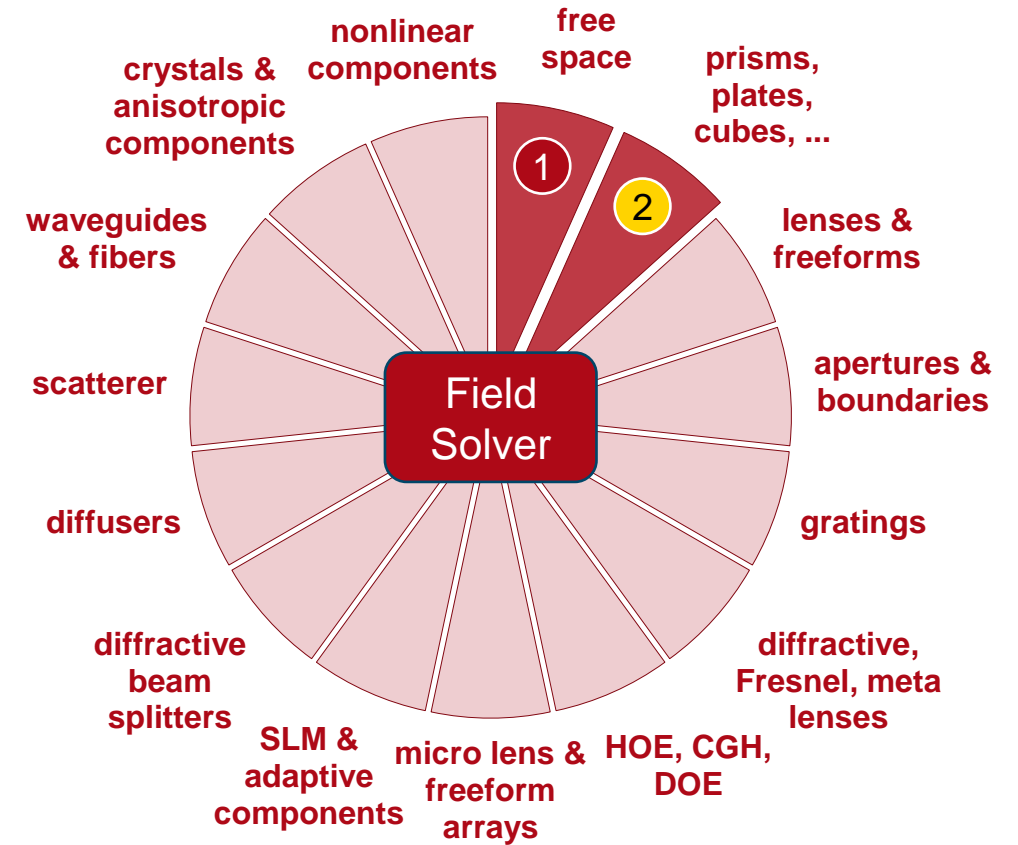 free
space
1
prisms,
plates,
cubes, ...
2
lenses &
freeforms
apertures &
boundaries
gratings
diffractive,
Fresnel, meta
lenses
HOE, CGH,
DOE
micro lens &
freeform
arrays
SLM &
adaptive
components
diffractive
beam
splitters
diffusers
scatterer
waveguides
& fibers
crystals &
anisotropic
components
nonlinear
components
Field
Solver